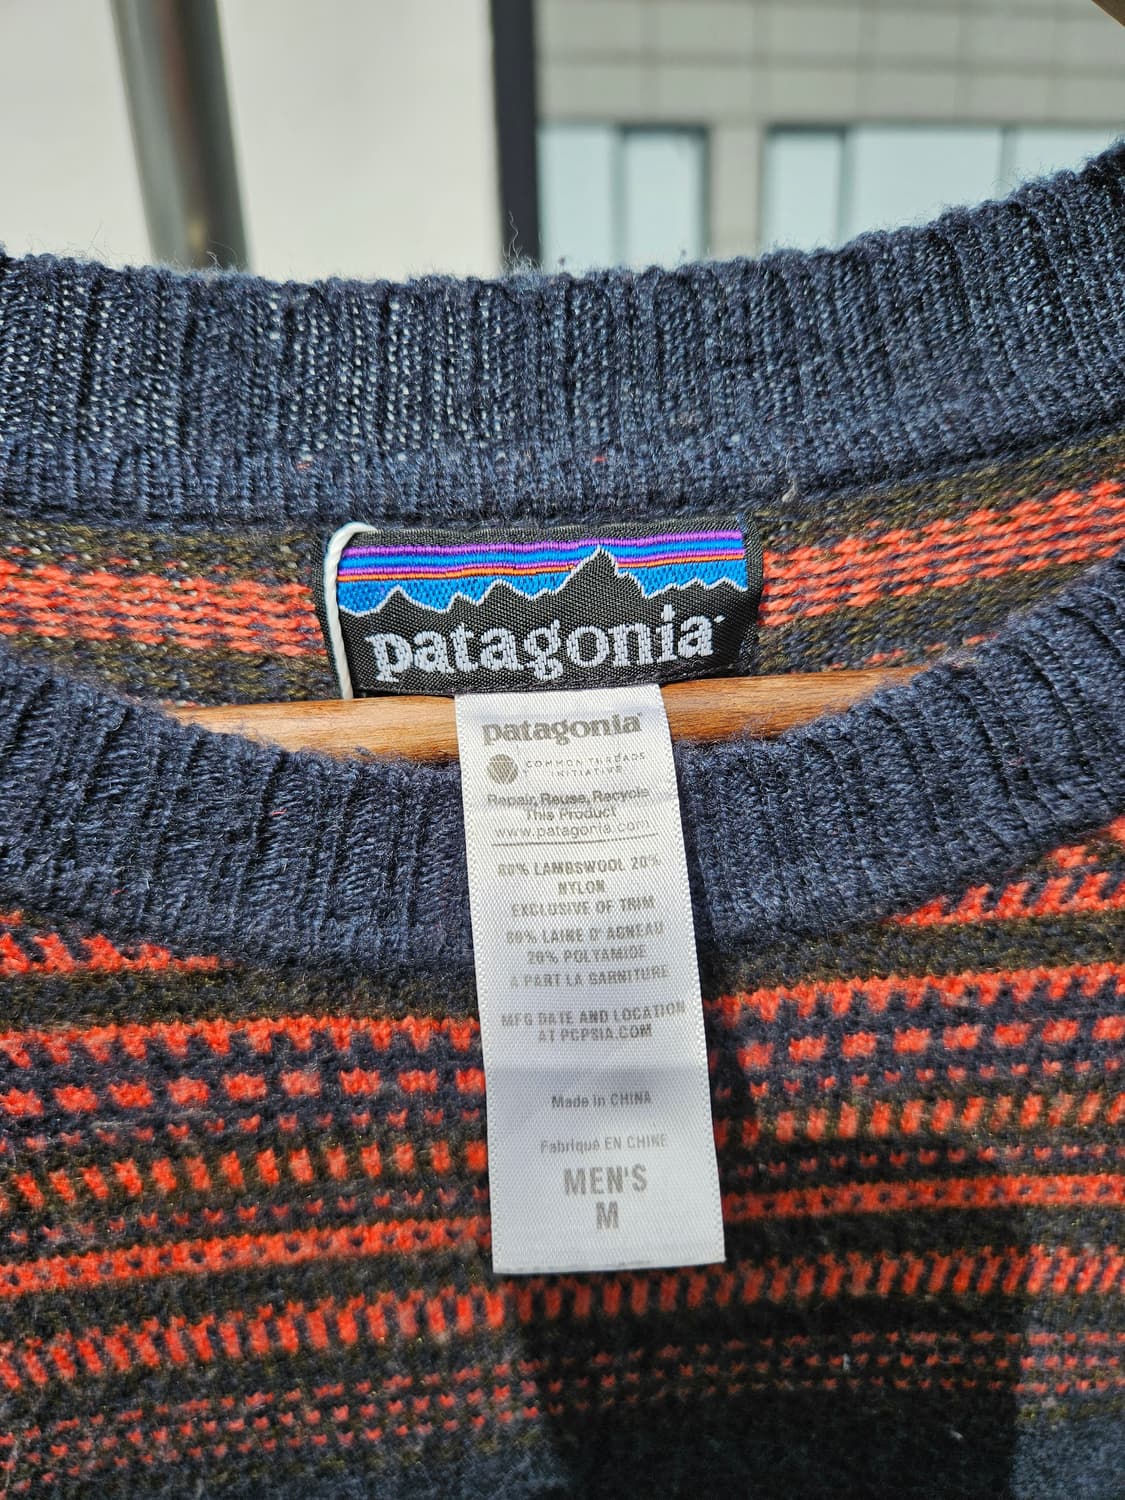 patagonia
patagonia
COMMON THREADS
INITIATIVE
Repair, Reuse, Recycle
This Product
www.patagonia.com
80% LAMBSWOOL 20%
NYLON
EXCLUSIVE OF TRIM
80% LAINE D'AGNEAU
20% POLYAMIDE
A PART LA GARNITURE
MFG DATE AND LOCATION
AT PCPSIA.COM
Made in CHINA
Fabriqué EN CHINE
MEN'S
M